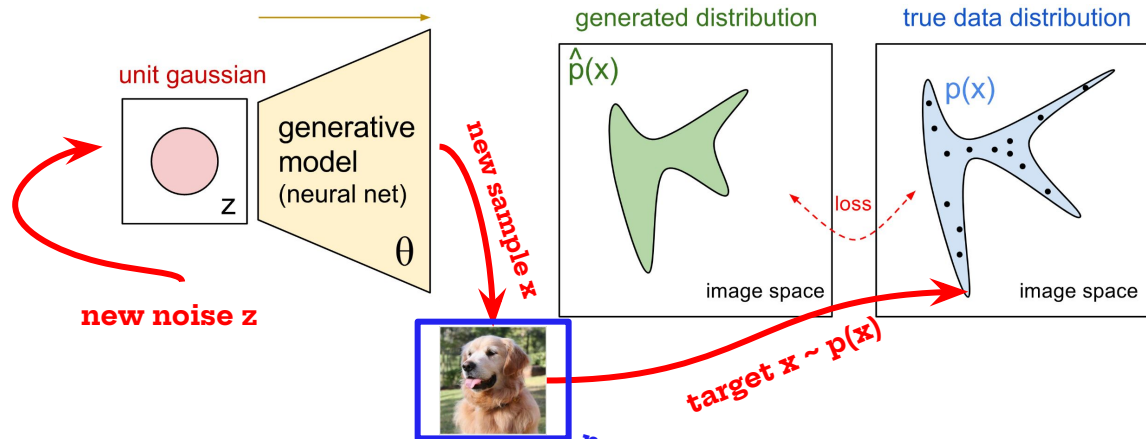 unit gaussian
z
generative
model
(neural net)
θ
new noise z
new sample x
generated distribution
p̂(x)
image space
loss
true data distribution
p(x)
image space
target x ~ p(x)